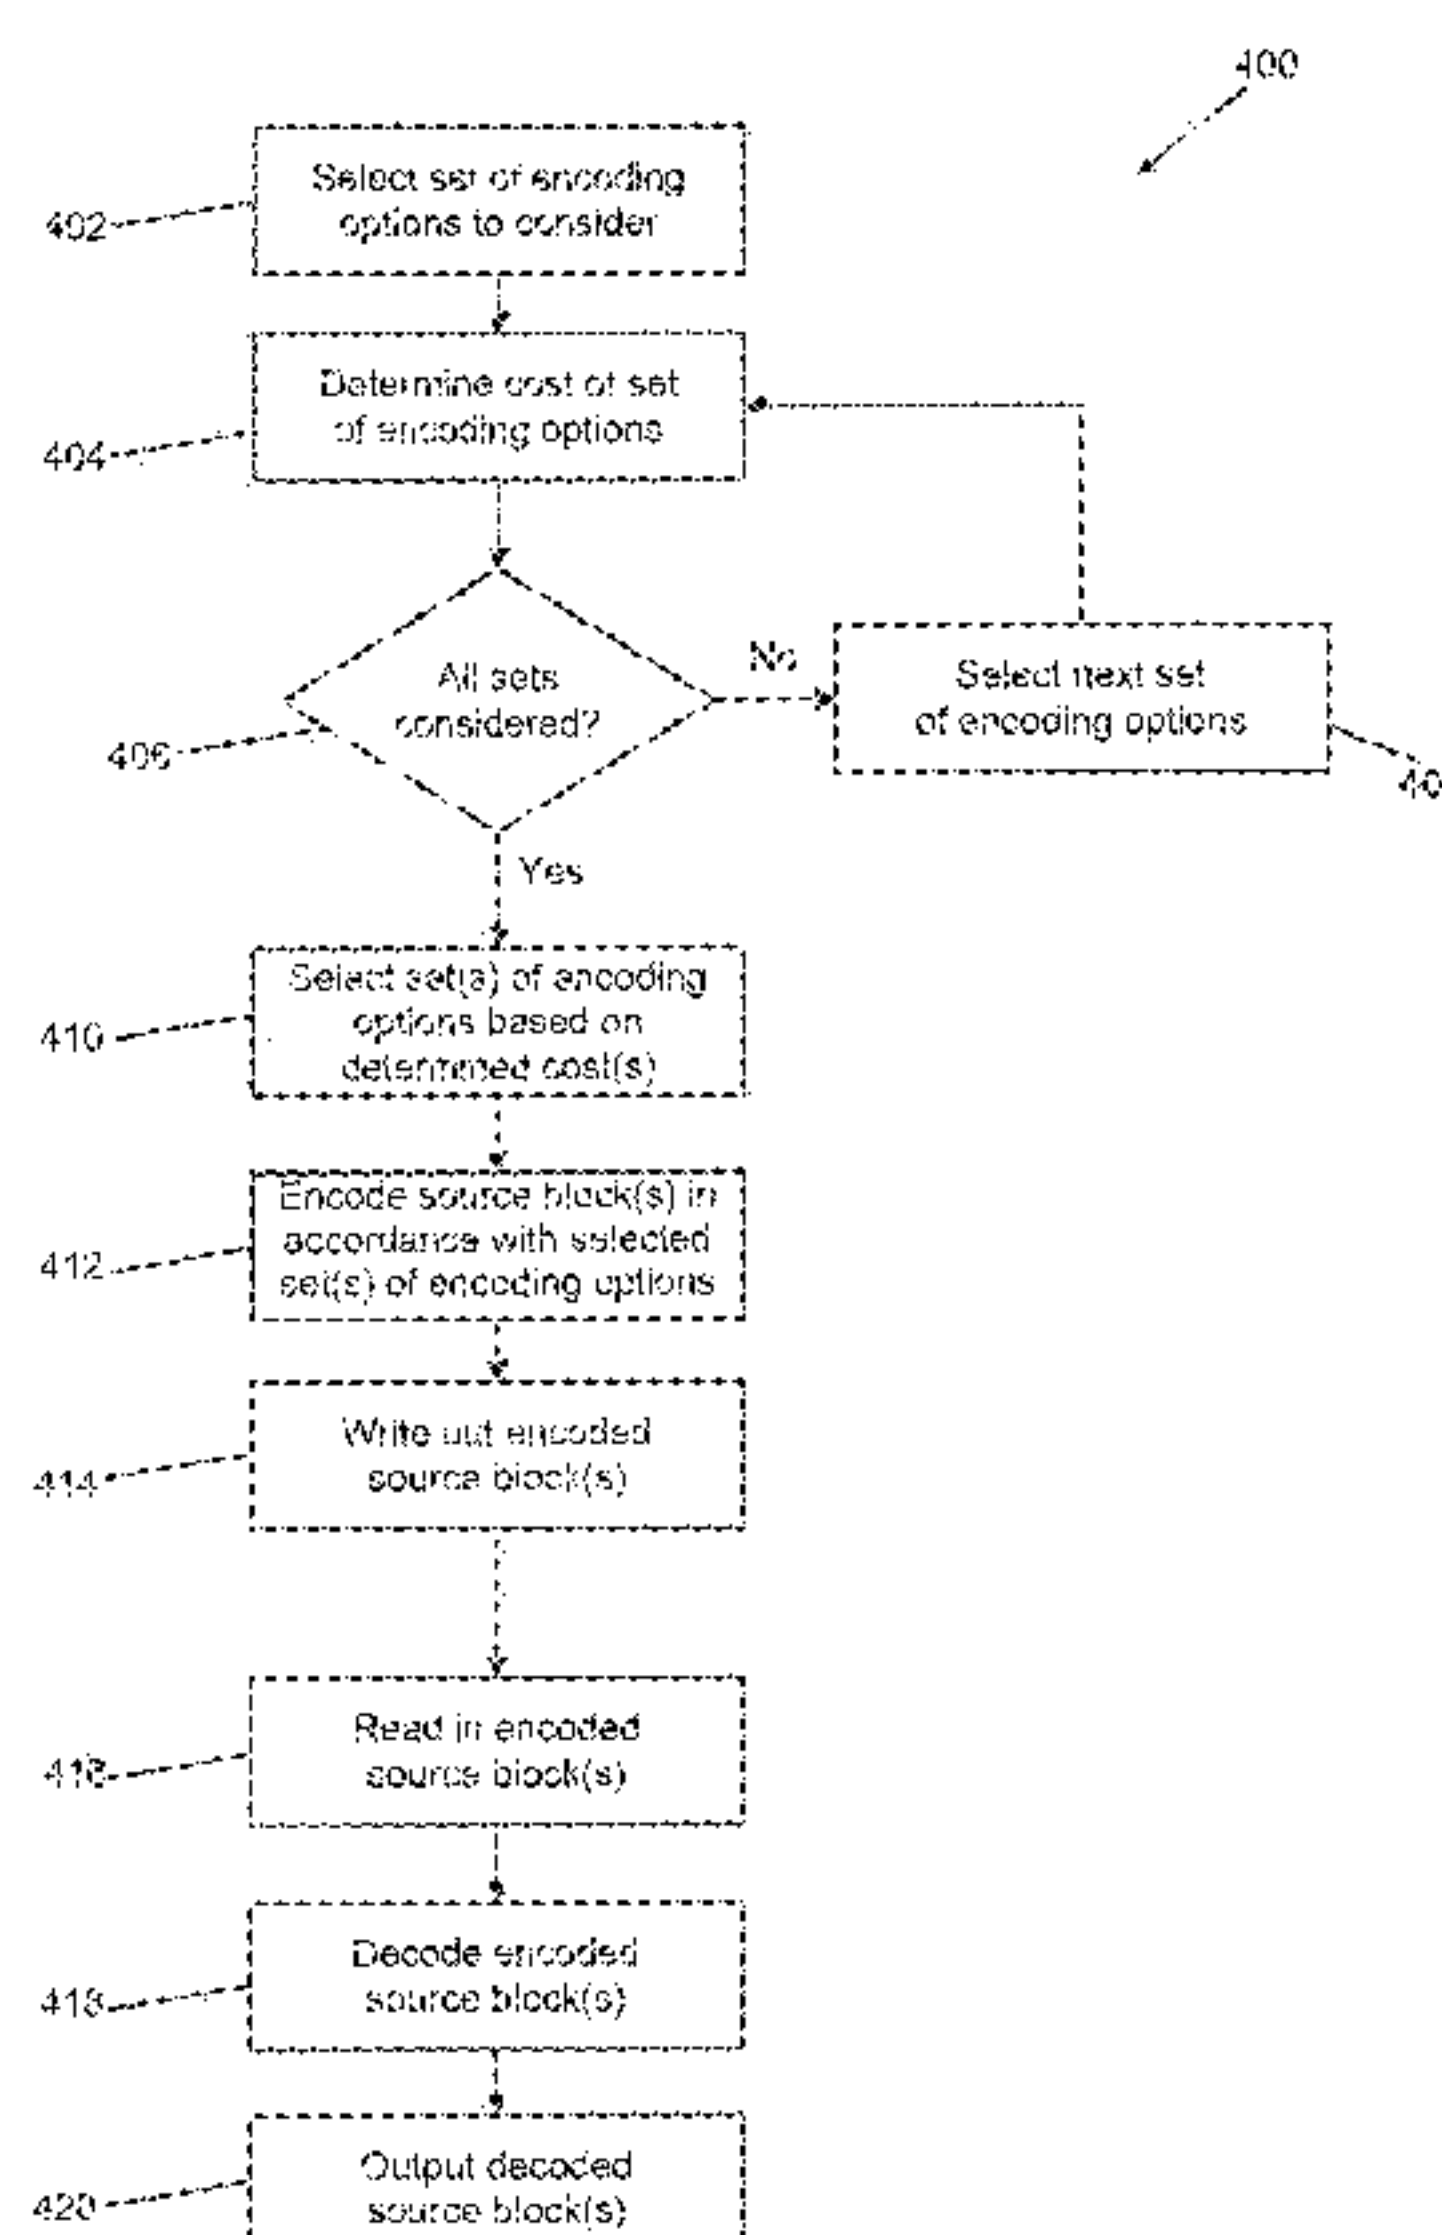 400
Select set of encoding
options to consider
402
Determine cost of set
of encoding options
404
All sets
considered?
406
No
Select next set
of encoding options
40
Yes
Select set(s) of encoding
options based on
determined cost(s)
410
Encode source block(s) in
accordance with selected
set(s) of encoding options
412
Write out encoded
source block(s)
414
Read in encoded
source block(s)
416
Decode encoded
source block(s)
418
Output decoded
source block(s)
420